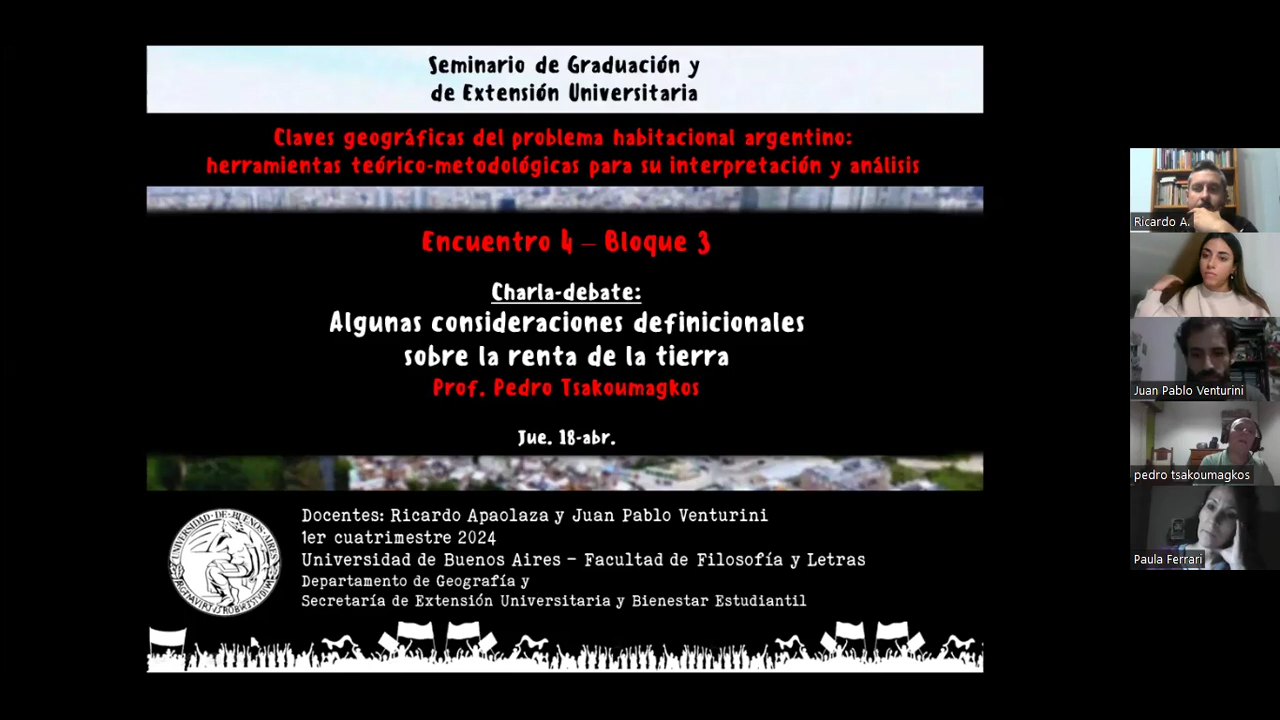 Seminario de Graduación y
de Extensión Universitaria
Claves geográficas del problema habitacional argentino:
herramientas teórico-metodológicas para su interpretación y análisis
Encuentro 4 – Bloque 3
Charla-debate:
Algunas consideraciones definicionales
sobre la renta de la tierra
Prof. Pedro Tsakoumagkos
Jue. 18-abr.
Docentes: Ricardo Apaolaza y Juan Pablo Venturini
1er cuatrimestre 2024
Universidad de Buenos Aires – Facultad de Filosofía y Letras
Departamento de Geografía y
Secretaría de Extensión Universitaria y Bienestar Estudiantil
Ricardo A.
Juan Pablo Venturini
pedro tsakoumagkos
Paula Ferrari